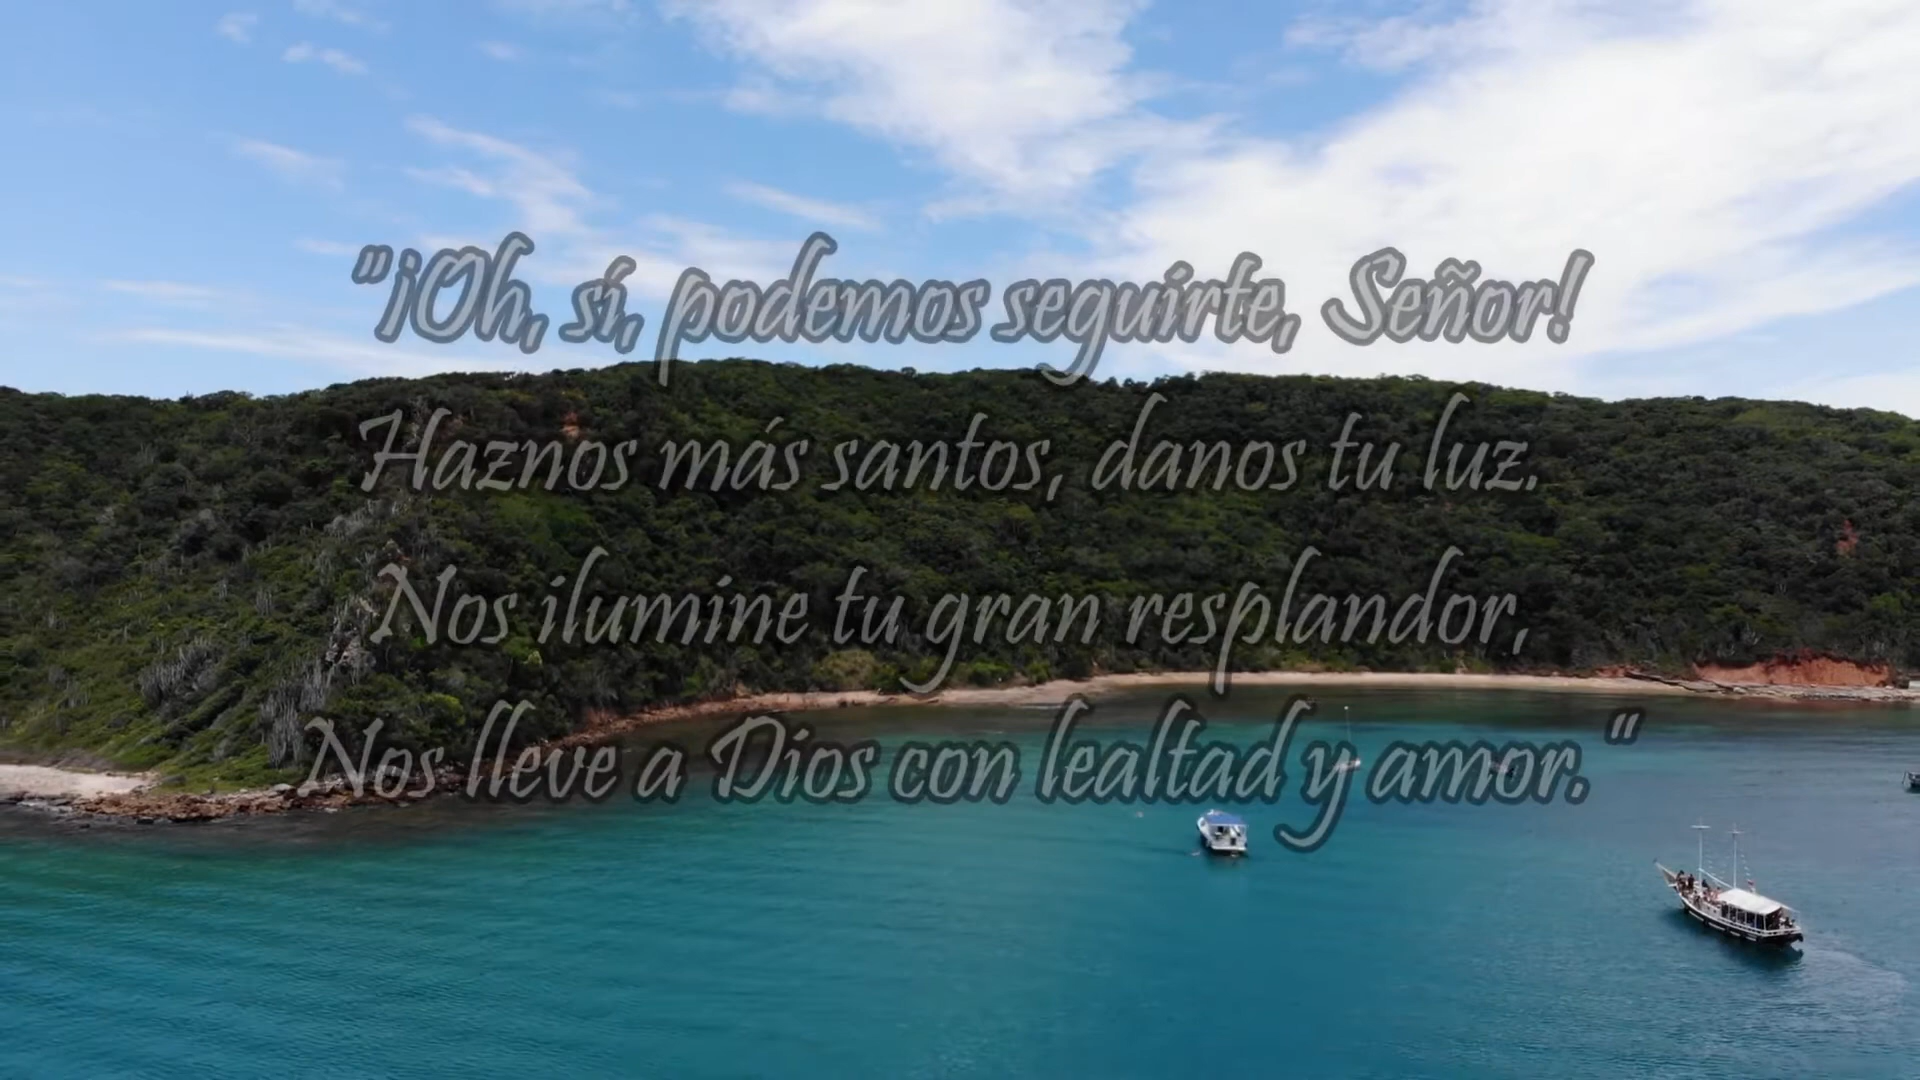 "¡Oh, sí, podemos seguirte, Señor!
Haznos más santos, danos tu luz.
Nos ilumine tu gran resplandor,
Nos lleve a Dios con lealtad y amor."